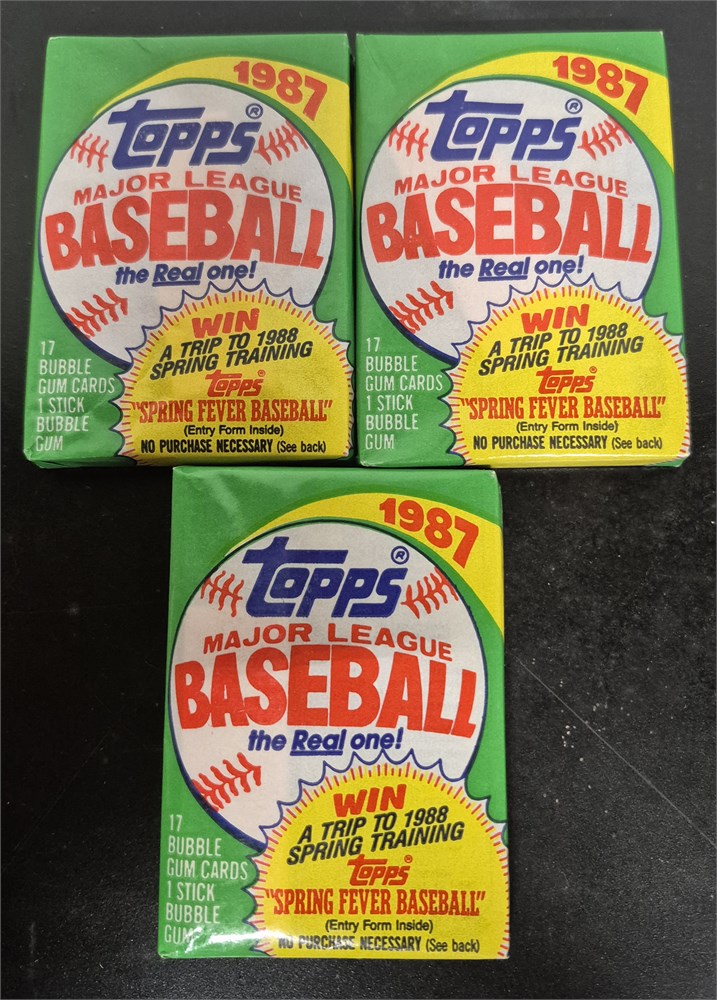 1987
TOPPS®
MAJOR LEAGUE
BASEBALL
the Real one!
WIN
A TRIP TO 1988
SPRING TRAINING
TOPPS®
"SPRING FEVER BASEBALL"
(Entry Form Inside)
NO PURCHASE NECESSARY (See back)
17
BUBBLE
GUM CARDS
1 STICK
BUBBLE
GUM
1987
TOPPS®
MAJOR LEAGUE
BASEBALL
the Real one!
WIN
A TRIP TO 1988
SPRING TRAINING
TOPPS®
"SPRING FEVER BASEBALL"
(Entry Form Inside)
NO PURCHASE NECESSARY (See back)
17
BUBBLE
GUM CARDS
1 STICK
BUBBLE
GUM
1987
TOPPS®
MAJOR LEAGUE
BASEBALL
the Real one!
WIN
A TRIP TO 1988
SPRING TRAINING
TOPPS®
"SPRING FEVER BASEBALL"
(Entry Form Inside)
NO PURCHASE NECESSARY (See back)
17
BUBBLE
GUM CARDS
1 STICK
BUBBLE
GUM